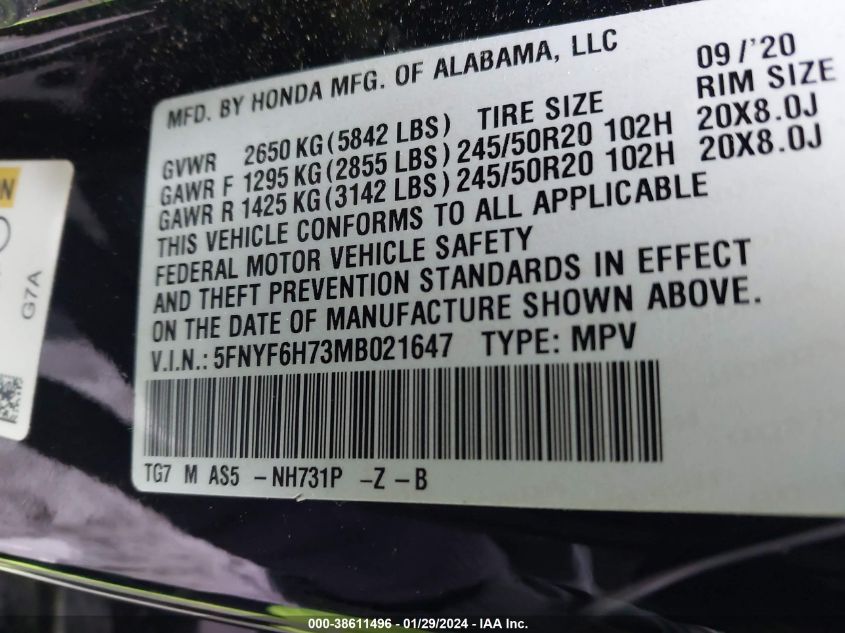 MFD. BY HONDA MFG. OF ALABAMA, LLC 09/'20
TIRE SIZE RIM SIZE
GVWR 2650 KG (5842 LBS)
GAWR F 1295 KG (2855 LBS) 245/50R20 102H 20X8.0J
GAWR R 1425 KG (3142 LBS) 245/50R20 102H 20X8.0J
THIS VEHICLE CONFORMS TO ALL APPLICABLE
FEDERAL MOTOR VEHICLE SAFETY
AND THEFT PREVENTION STANDARDS IN EFFECT
ON THE DATE OF MANUFACTURE SHOWN ABOVE.
V.I.N.: 5FNYF6H73MB021647 TYPE: MPV
TG7 M AS5 -NH731P -Z -B
G7A
000-38611496 - 01/29/2024 - IAA Inc.